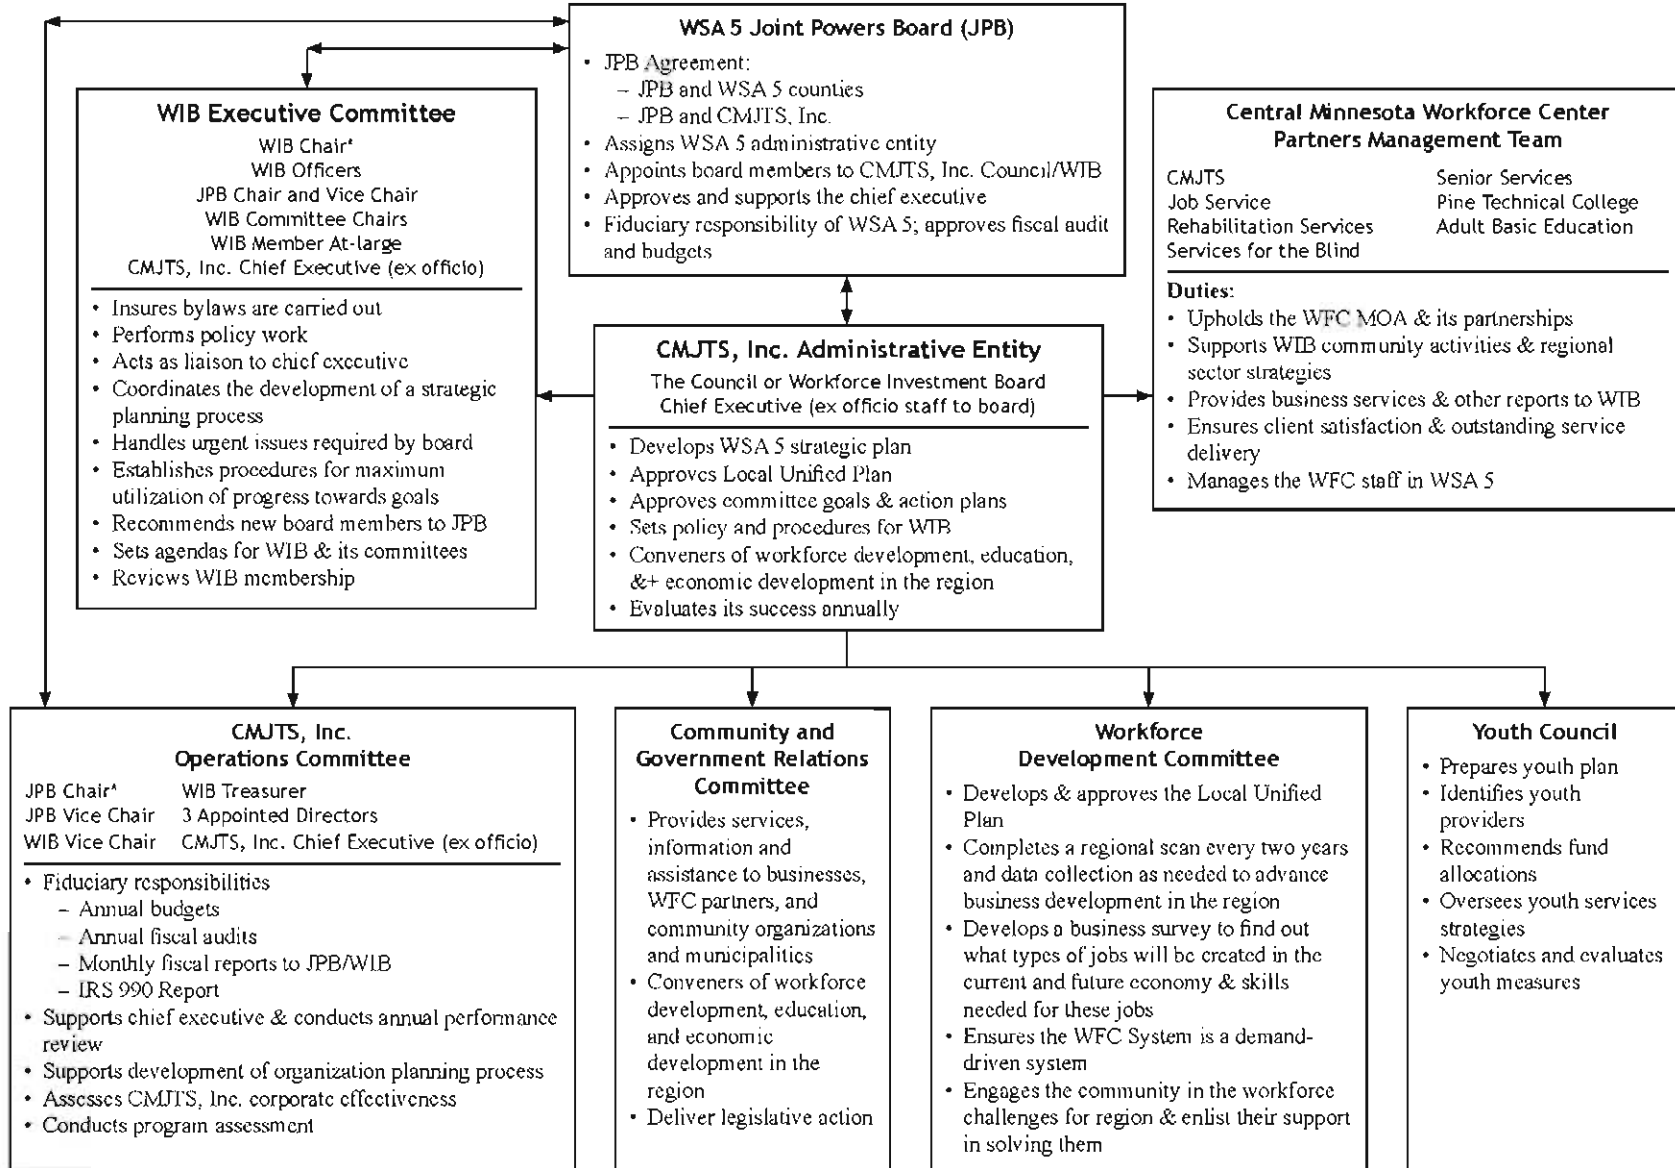 WSA 5 Joint Powers Board (JPB)
• JPB Agreement:
– JPB and WSA 5 counties
– JPB and CMJTS, Inc.
• Assigns WSA 5 administrative entity
• Appoints board members to CMJTS, Inc. Council/WIB
• Approves and supports the chief executive
• Fiduciary responsibility of WSA 5; approves fiscal audit
and budgets
WIB Executive Committee
WIB Chair*
WIB Officers
JPB Chair and Vice Chair
WIB Committee Chairs
WIB Member At-large
CMJTS, Inc. Chief Executive (ex officio)
• Insures bylaws are carried out
• Performs policy work
• Acts as liaison to chief executive
• Coordinates the development of a strategic
planning process
• Handles urgent issues required by board
• Establishes procedures for maximum
utilization of progress towards goals
• Recommends new board members to JPB
• Sets agendas for WIB & its committees
• Reviews WIB membership
CMJTS, Inc. Administrative Entity
The Council or Workforce Investment Board
Chief Executive (ex officio staff to board)
• Develops WSA 5 strategic plan
• Approves Local Unified Plan
• Approves committee goals & action plans
• Sets policy and procedures for WIB
• Conveners of workforce development, education,
&+ economic development in the region
• Evaluates its success annually
Central Minnesota Workforce Center
Partners Management Team
CMJTS Senior Services
Job Service Pine Technical College
Rehabilitation Services Adult Basic Education
Services for the Blind
Duties:
• Upholds the WFC MOA & its partnerships
• Supports WIB community activities & regional
sector strategies
• Provides business services & other reports to WIB
• Ensures client satisfaction & outstanding service
delivery
• Manages the WFC staff in WSA 5
CMJTS, Inc.
Operations Committee
JPB Chair* WIB Treasurer
JPB Vice Chair 3 Appointed Directors
WIB Vice Chair CMJTS, Inc. Chief Executive (ex officio)
• Fiduciary responsibilities
– Annual budgets
– Annual fiscal audits
– Monthly fiscal reports to JPB/WIB
– IRS 990 Report
• Supports chief executive & conducts annual performance
review
• Supports development of organization planning process
• Assesses CMJTS, Inc. corporate effectiveness
• Conducts program assessment
Community and
Government Relations
Committee
• Provides services,
information and
assistance to businesses,
WFC partners, and
community organizations
and municipalities
• Conveners of workforce
development, education,
and economic
development in the
region
• Deliver legislative action
Workforce
Development Committee
• Develops & approves the Local Unified
Plan
• Completes a regional scan every two years
and data collection as needed to advance
business development in the region
• Develops a business survey to find out
what types of jobs will be created in the
current and future economy & skills
needed for these jobs
• Ensures the WFC System is a demand-
driven system
• Engages the community in the workforce
challenges for region & enlist their support
in solving them
Youth Council
• Prepares youth plan
• Identifies youth
providers
• Recommends fund
allocations
• Oversees youth services
strategies
• Negotiates and evaluates
youth measures